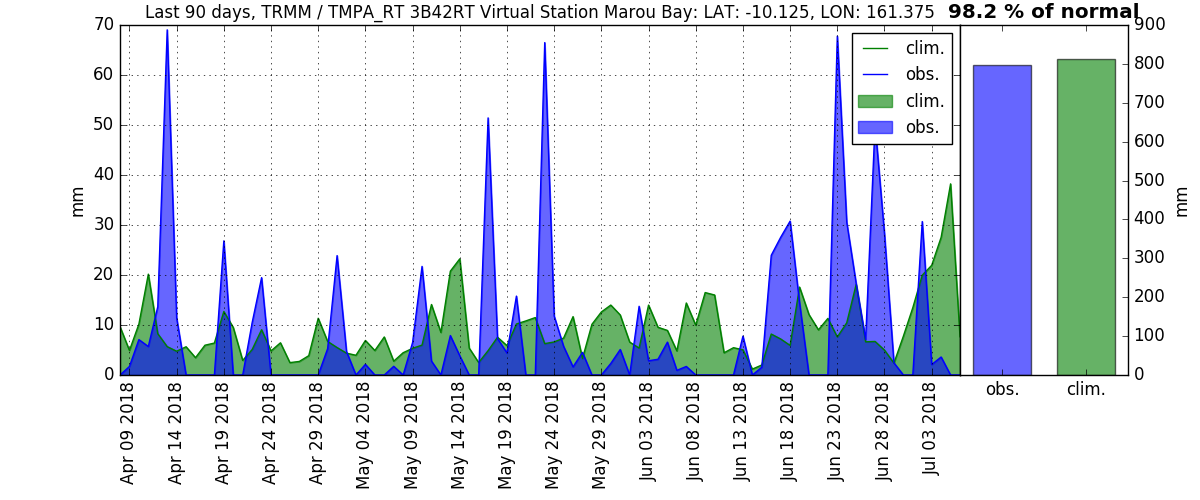 Last 90 days, TRMM / TMPA_RT 3B42RT Virtual Station Marou Bay: LAT: -10.125, LON: 161.375 98.2 % of normal
70
60
50
40
30
20
10
0
mm
clim.
obs.
clim.
obs.
Apr 09 2018
Apr 14 2018
Apr 19 2018
Apr 24 2018
Apr 29 2018
May 04 2018
May 09 2018
May 14 2018
May 19 2018
May 24 2018
May 29 2018
Jun 03 2018
Jun 08 2018
Jun 13 2018
Jun 18 2018
Jun 23 2018
Jun 28 2018
Jul 03 2018
900
800
700
600
500
400
300
200
100
0
mm
obs. clim.